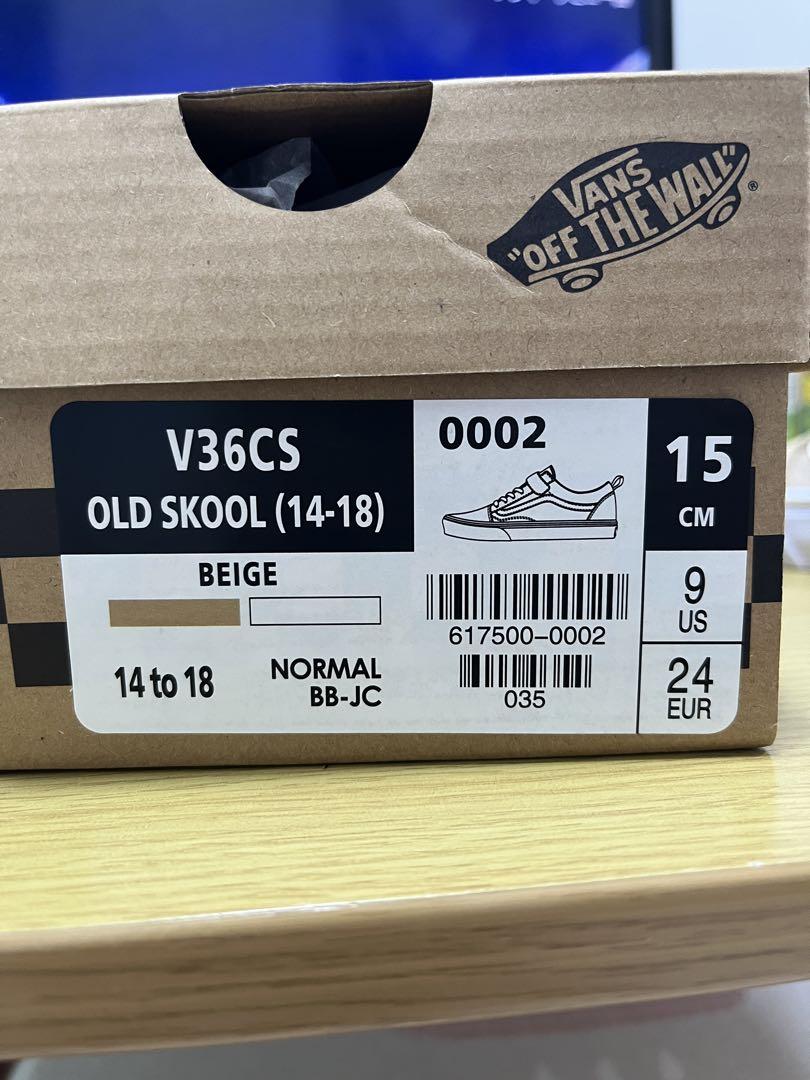 VANS
"OFF THE WALL"
®
V36CS
OLD SKOOL (14-18)
0002
15
CM
BEIGE
9
US
617500-0002
14 to 18
NORMAL
BB-JC
035
24
EUR